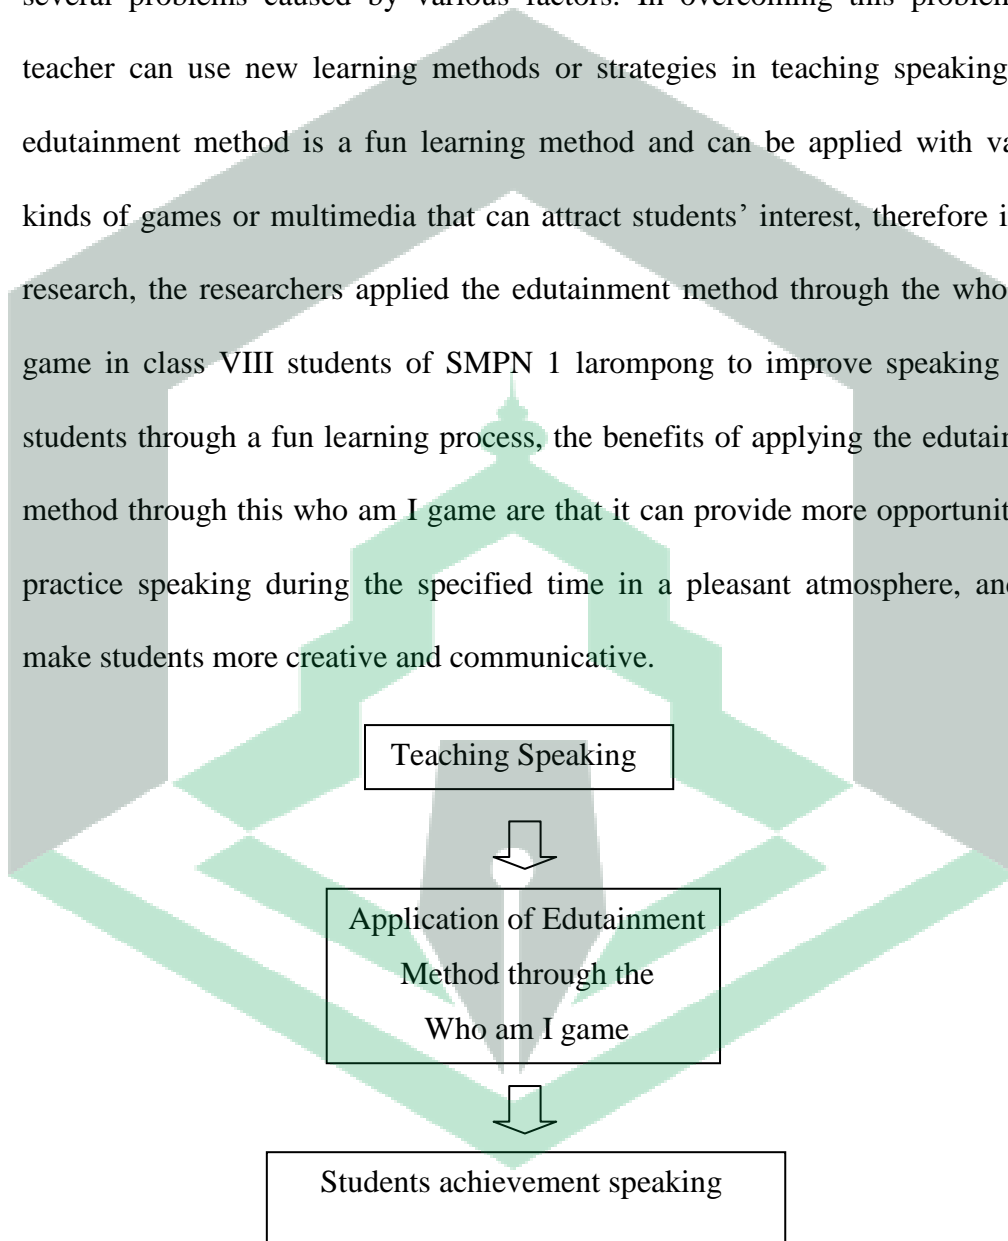 several problems caused by various factors. In overcoming this
teacher can use new learning methods or strategies in teaching speaking
edutainment method is a fun learning method and can be applied with
kinds of games or multimedia that can attract students’ interest, therefore
research, the researchers applied the edutainment method through the
game in class VIII students of SMPN 1 larompong to improve speaking
students through a fun learning process, the benefits of applying the
method through this who am I game are that it can provide more
practice speaking during the specified time in a pleasant atmosphere,
make students more creative and communicative.
Teaching Speaking
Application of Edutainment
Method through the
Who am I game
Students achievement speaking